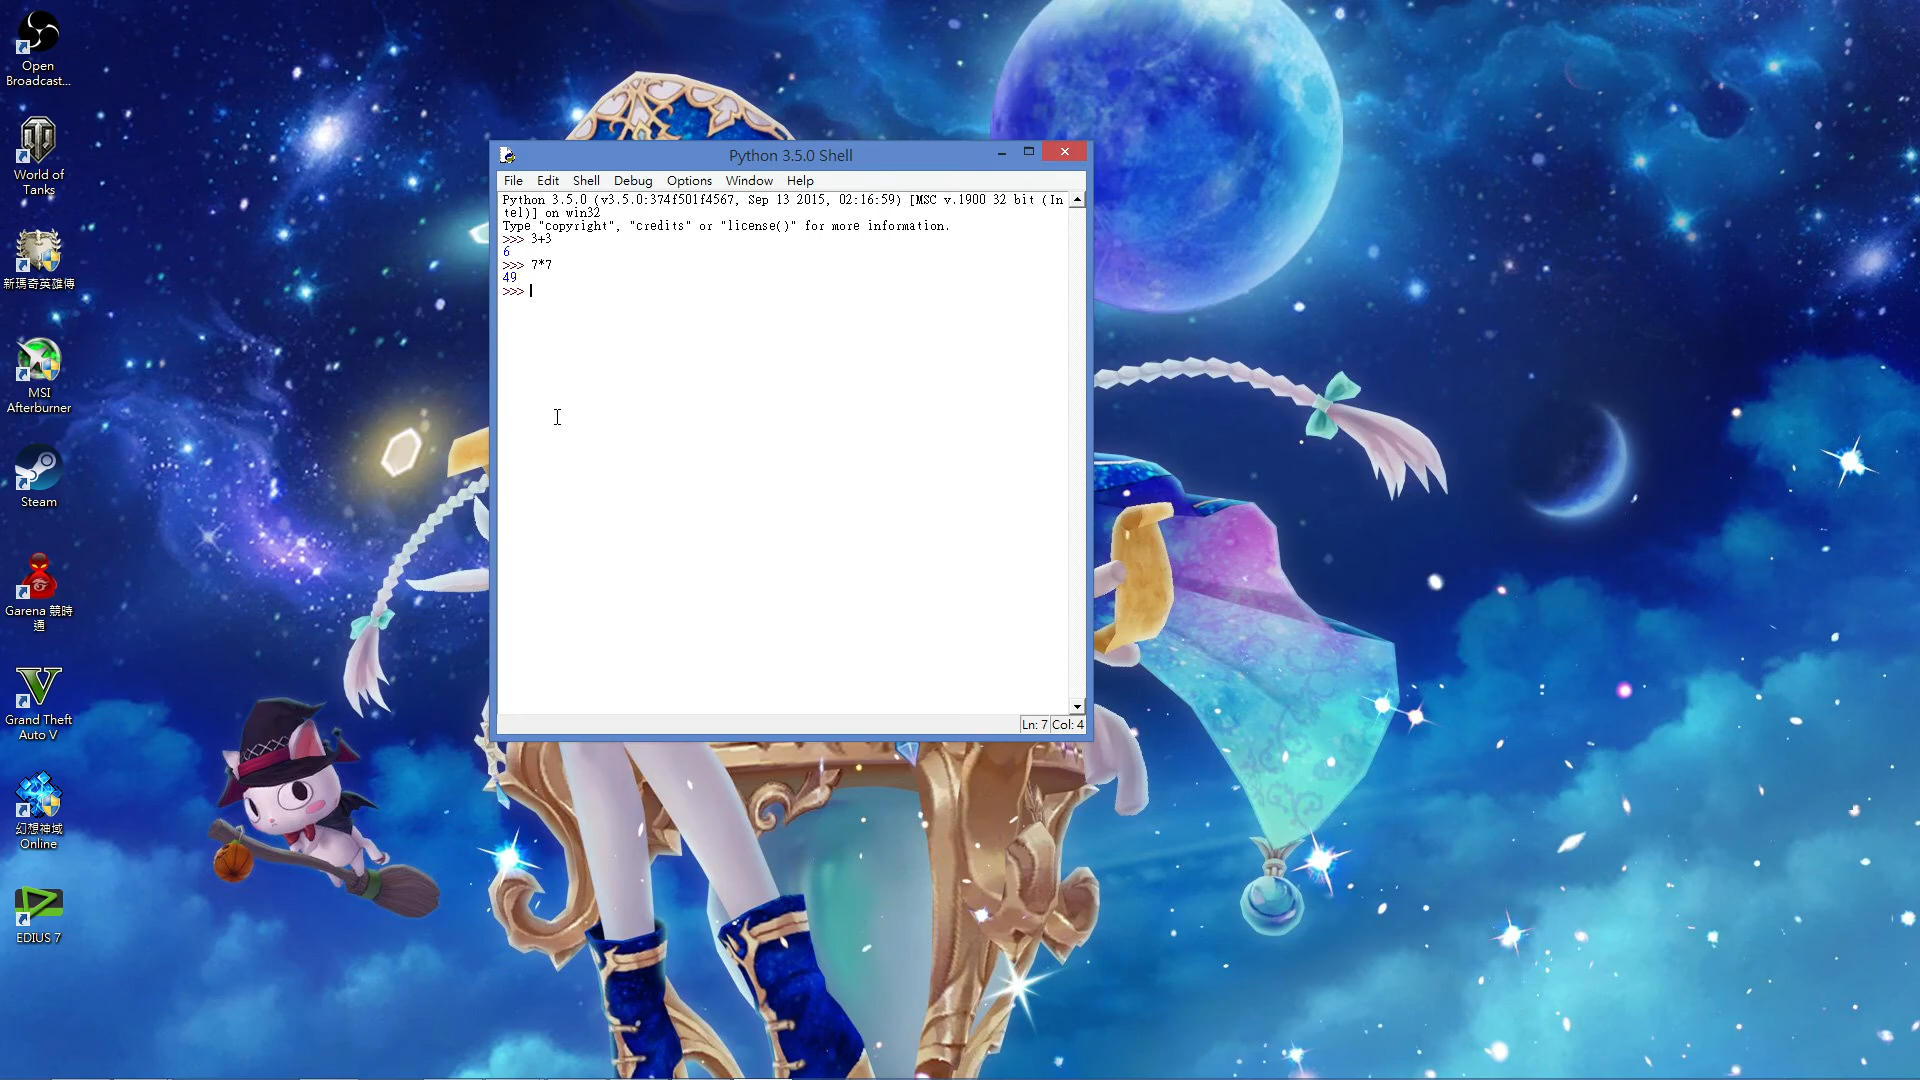 Open
Broadcast...
World of
Tanks
新瑪奇英雄傳
MSI
Afterburner
Steam
Garena 競時
通
Grand Theft
Auto V
幻想神域
Online
EDIUS 7
Python 3.5.0 Shell
File Edit Shell Debug Options Window Help
Python 3.5.0 (v3.5.0:374f501f4567, Sep 13 2015, 02:16:59) [MSC v.1900 32 bit (In
tel)] on win32
Type "copyright", "credits" or "license()" for more information.
>>> 3+3
6
>>> 7*7
49
>>>
Ln: 7 Col: 4